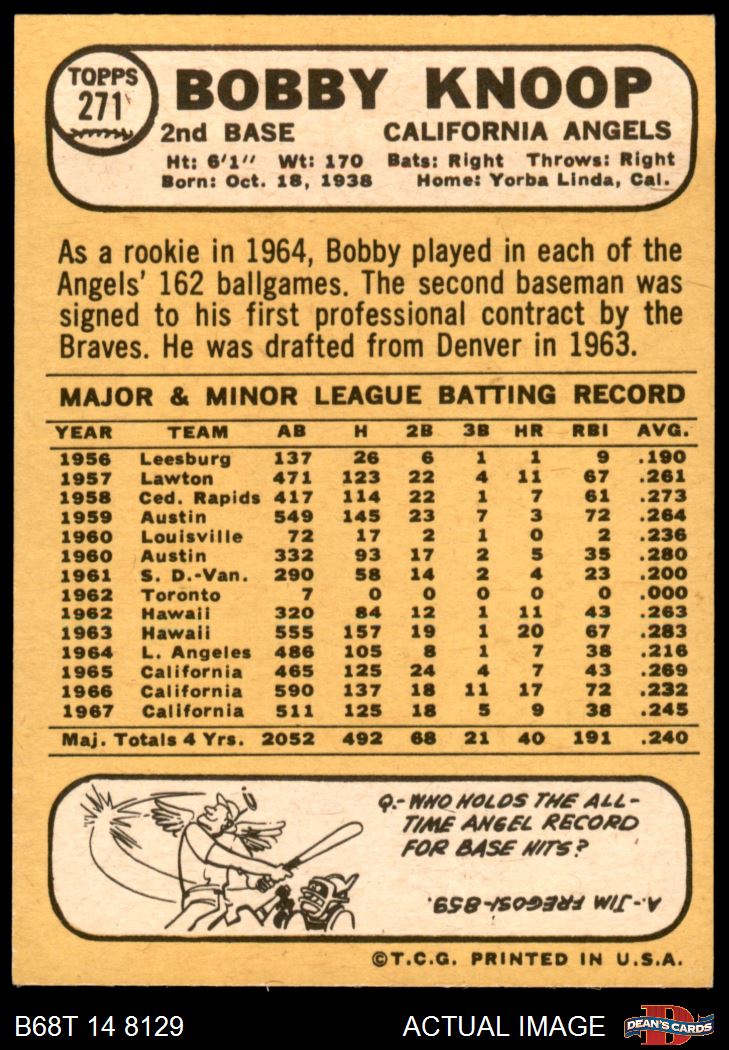 TOPPS
271
BOBBY KNOOP
2nd BASE CALIFORNIA ANGELS
Ht: 6'1" Wt: 170 Bats: Right Throws: Right
Born: Oct. 18, 1938 Home: Yorba Linda, Cal.
As a rookie in 1964, Bobby played in each of the
Angels' 162 ballgames. The second baseman was
signed to his first professional contract by the
Braves. He was drafted from Denver in 1963.
MAJOR & MINOR LEAGUE BATTING RECORD
YEAR TEAM AB H 2B 3B HR RBI AVG.
1956 Leesburg 137 26 6 1 1 9 .190
1957 Lawton 471 123 22 4 11 67 .261
1958 Ced. Rapids 417 114 22 1 7 61 .273
1959 Austin 549 145 23 7 3 72 .264
1960 Louisville 72 17 2 1 0 2 .236
1960 Austin 332 93 17 2 5 35 .280
1961 S. D.-Van. 290 58 14 2 4 23 .200
1962 Toronto 7 0 0 0 0 0 .000
1962 Hawaii 320 84 12 1 11 43 .263
1963 Hawaii 555 157 19 1 20 67 .283
1964 L. Angeles 486 105 8 1 7 38 .216
1965 California 465 125 24 4 7 43 .269
1966 California 590 137 18 11 17 72 .232
1967 California 511 125 18 5 9 38 .245
Maj. Totals 4 Yrs. 2052 492 68 21 40 191 .240
Q.-WHO HOLDS THE ALL-
TIME ANGEL RECORD
FOR BASE HITS?
A.-JIM FREGOSI-859.
©T.C.G. PRINTED IN U.S.A.
B68T 14 8129 ACTUAL IMAGE D DEAN'S CARDS